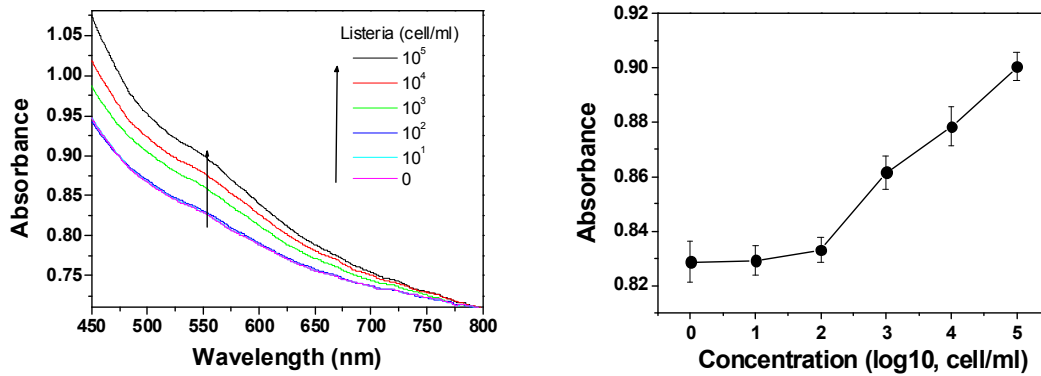 Listeria (cell/ml)
10⁵
10⁴
10³
10²
10¹
0
1.05
1.00
0.95
0.90
0.85
0.80
0.75
Absorbance
450 500 550 600 650 700 750 800
Wavelength (nm)
0.92
0.90
0.88
0.86
0.84
0.82
Absorbance
0 1 2 3 4 5
Concentration (log10, cell/ml)